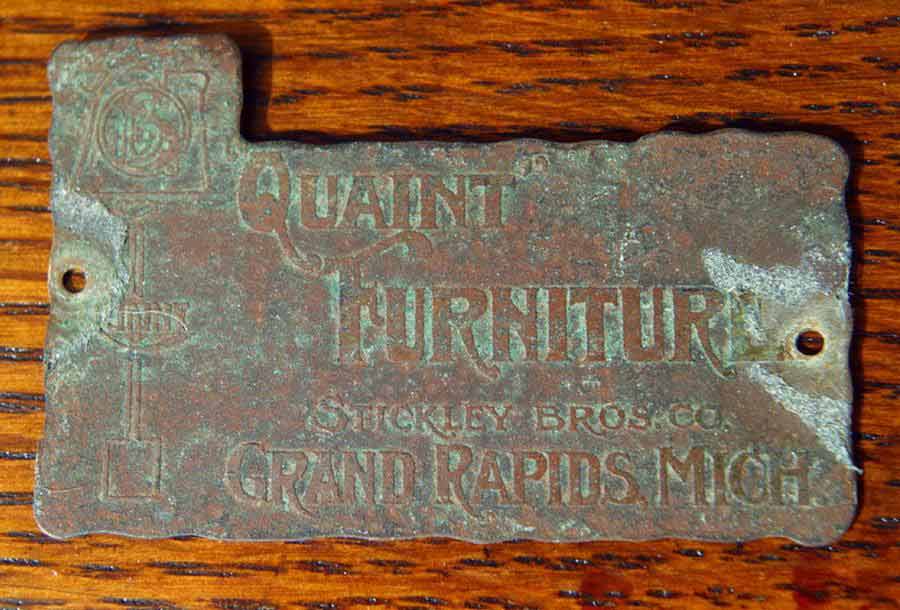 QUAINT"
FURNITURE
STICKLEY BROS. CO.
GRAND RAPIDS, MICH.